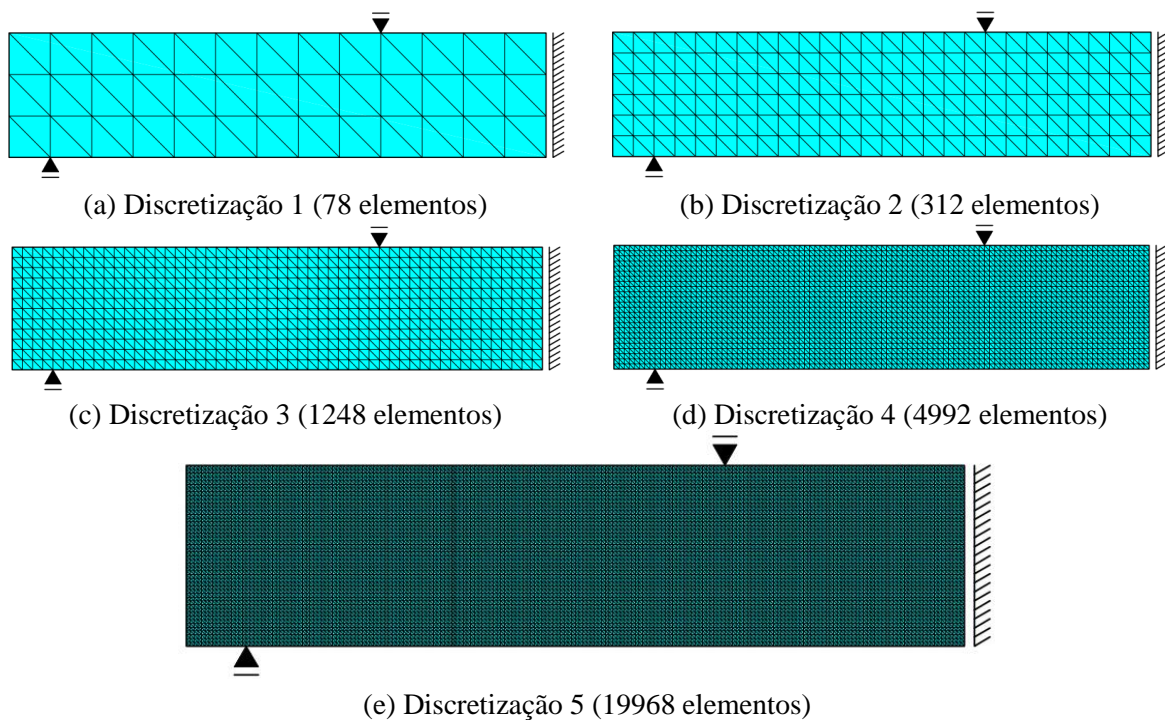 (a) Discretização 1 (78 elementos)
(b) Discretização 2 (312 elementos)
(c) Discretização 3 (1248 elementos)
(d) Discretização 4 (4992 elementos)
(e) Discretização 5 (19968 elementos)